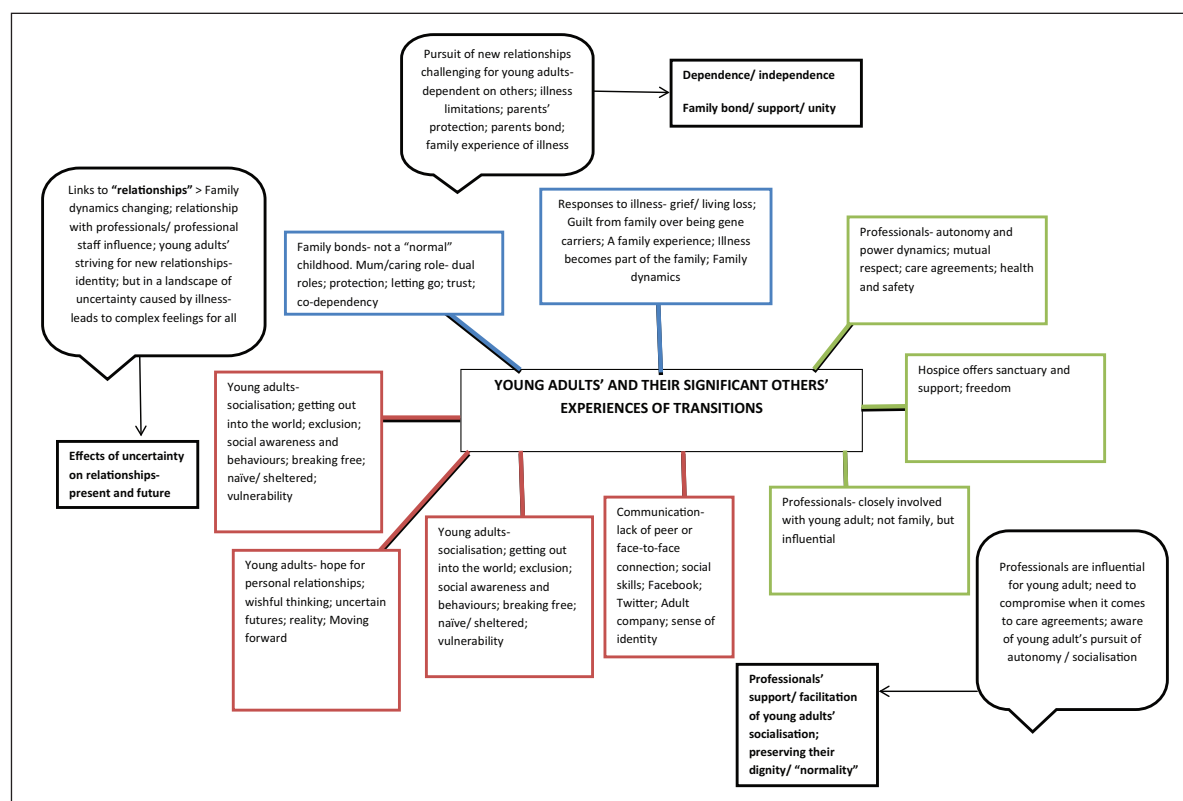 Pursuit of new relationships
challenging for young adults-
dependent on others; illness
limitations; parents'
protection; parents bond;
family experience of illness
Dependence/ independence
Family bond/ support/ unity
Links to "relationships" > Family
dynamics changing; relationship
with professionals/ professional
staff influence; young adults'
striving for new relationships-
identity; but in a landscape of
uncertainty caused by illness-
leads to complex feelings for all
Family bonds- not a "normal"
childhood. Mum/caring role- dual
roles; protection; letting go; trust;
co-dependency
Responses to illness- grief/ living loss;
Guilt from family over being gene
carriers; A family experience; Illness
becomes part of the family; Family
dynamics
Professionals- autonomy and
power dynamics; mutual
respect; care agreements; health
and safety
YOUNG ADULTS' AND THEIR SIGNIFICANT OTHERS'
EXPERIENCES OF TRANSITIONS
Hospice offers sanctuary and
support; freedom
Young adults-
socialisation; getting out
into the world; exclusion;
social awareness and
behaviours; breaking free;
naïve/ sheltered;
vulnerability
Effects of uncertainty
on relationships-
present and future
Young adults- hope for
personal relationships;
wishful thinking; uncertain
futures; reality; Moving
forward
Young adults-
socialisation; getting out
into the world; exclusion;
social awareness and
behaviours; breaking free;
naïve/ sheltered;
vulnerability
Communication-
lack of peer or
face-to-face
connection; social
skills; Facebook;
Twitter; Adult
company; sense of
identity
Professionals- closely involved
with young adult; not family, but
influential
Professionals are influential
for young adult; need to
compromise when it comes
to care agreements; aware
of young adult's pursuit of
autonomy / socialisation
Professionals'
support/ facilitation
of young adults'
socialisation;
preserving their
dignity/ "normality"